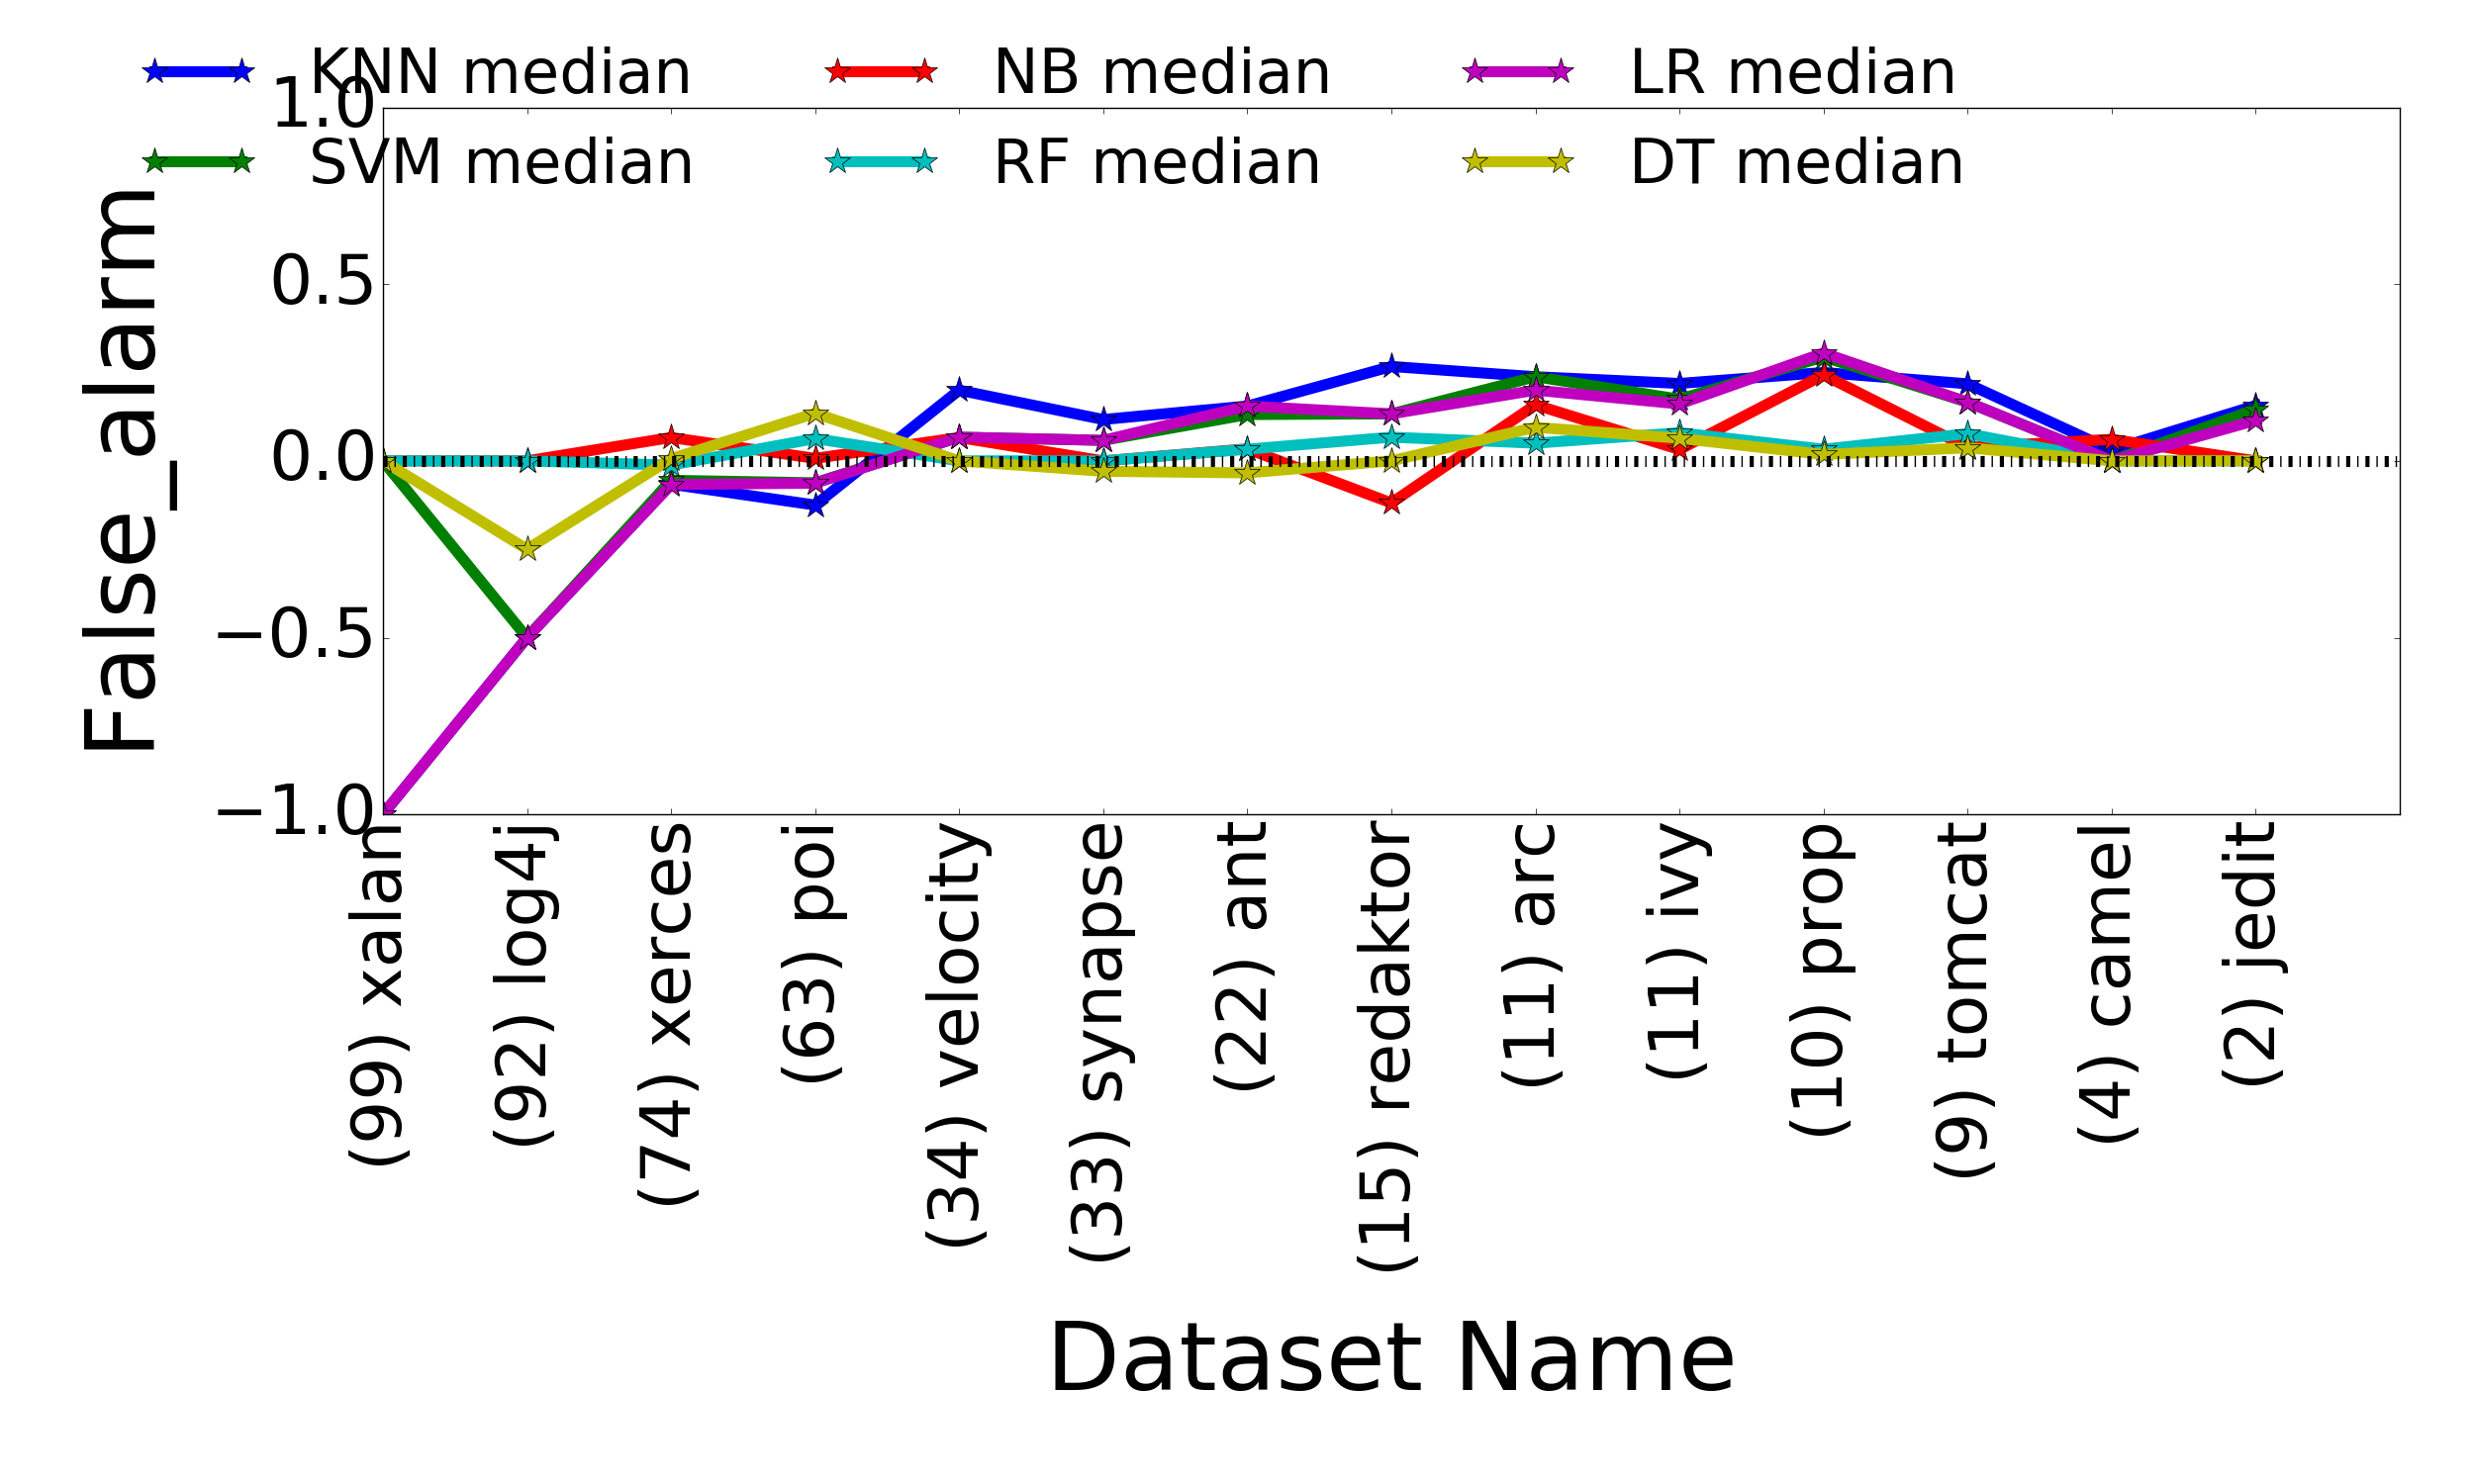 KNN median
NB median
LR median
SVM median
RF median
DT median
1.0
0.5
0.0
−0.5
−1.0
False_alarm
(99) xalan
(92) log4j
(74) xerces
(63) poi
(34) velocity
(33) synapse
(22) ant
(15) redaktor
(11) arc
(11) ivy
(10) prop
(9) tomcat
(4) camel
(2) jedit
Dataset Name